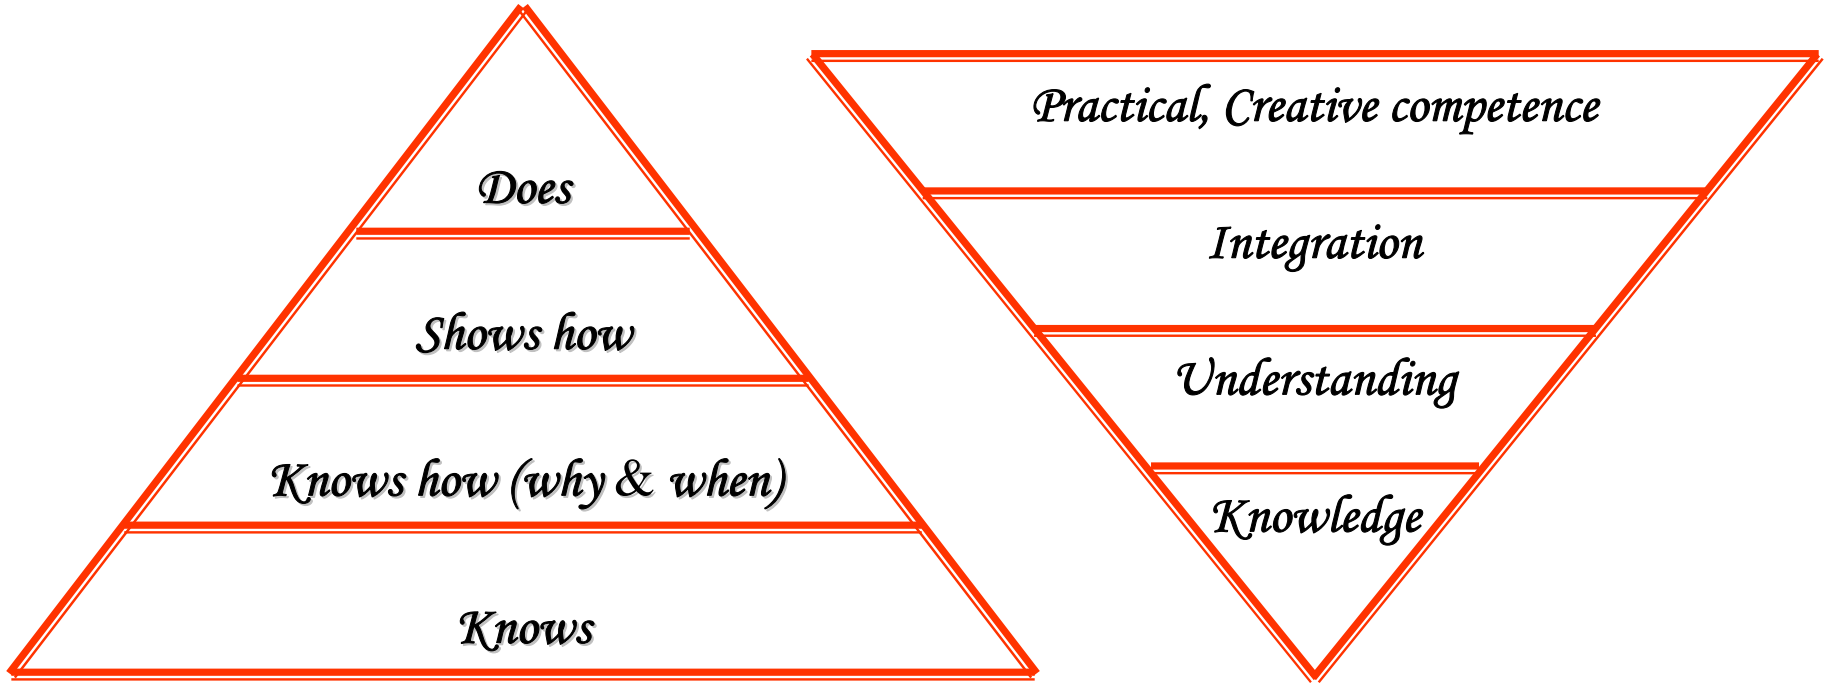 Does
Shows how
Knows how (why & when)
Knows
Practical, Creative competence
Integration
Understanding
Knowledge